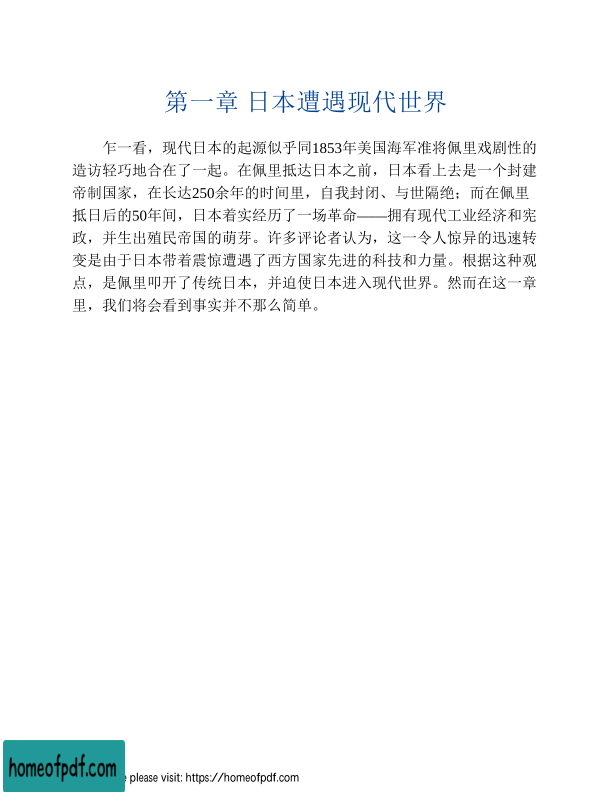 第一章 日本遭遇现代世界
乍一看，现代日本的起源似乎同1853年美国海军准将佩里戏剧性的
造访轻巧地合在了一起。在佩里抵达日本之前，日本看上去是一个封建
帝制国家，在长达250余年的时间里，自我封闭、与世隔绝；而在佩里
抵日后的50年间，日本着实经历了一场革命——拥有现代工业经济和宪
政，并生出殖民帝国的萌芽。许多评论者认为，这一令人惊异的迅速转
变是由于日本带着震惊遭遇了西方国家先进的科技和力量。根据这种观
点，是佩里叩开了传统日本，并迫使日本进入现代世界。然而在这一章
里，我们将会看到事实并不那么简单。
homeofpdf.com
please visit: https://homeofpdf.com